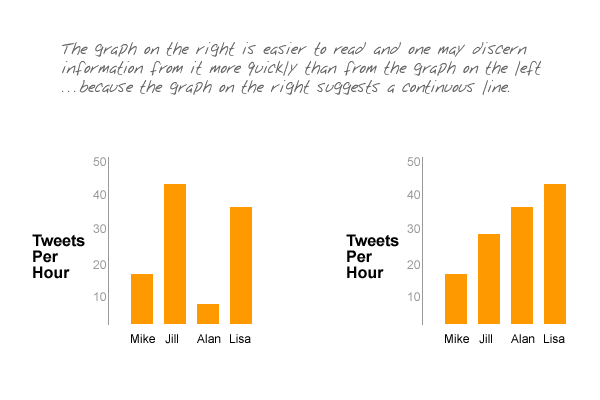 The graph on the right is easier to read and one may discern
information from it more quickly than from the graph on the left
...because the graph on the right suggests a continuous line.
50
40
30
20
10
Tweets
Per
Hour
Mike Jill Alan Lisa
50
40
30
20
10
Tweets
Per
Hour
Mike Jill Alan Lisa